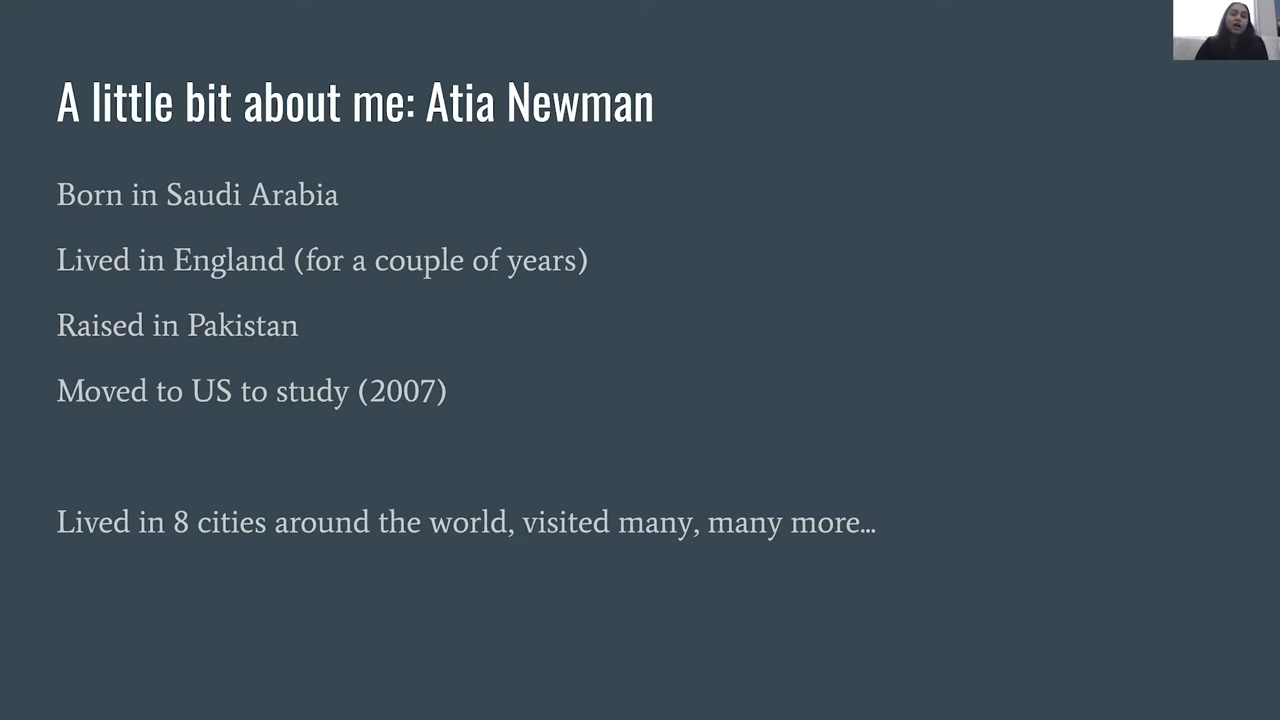 A little bit about me: Atia Newman
Born in Saudi Arabia
Lived in England (for a couple of years)
Raised in Pakistan
Moved to US to study (2007)
Lived in 8 cities around the world, visited many, many more...